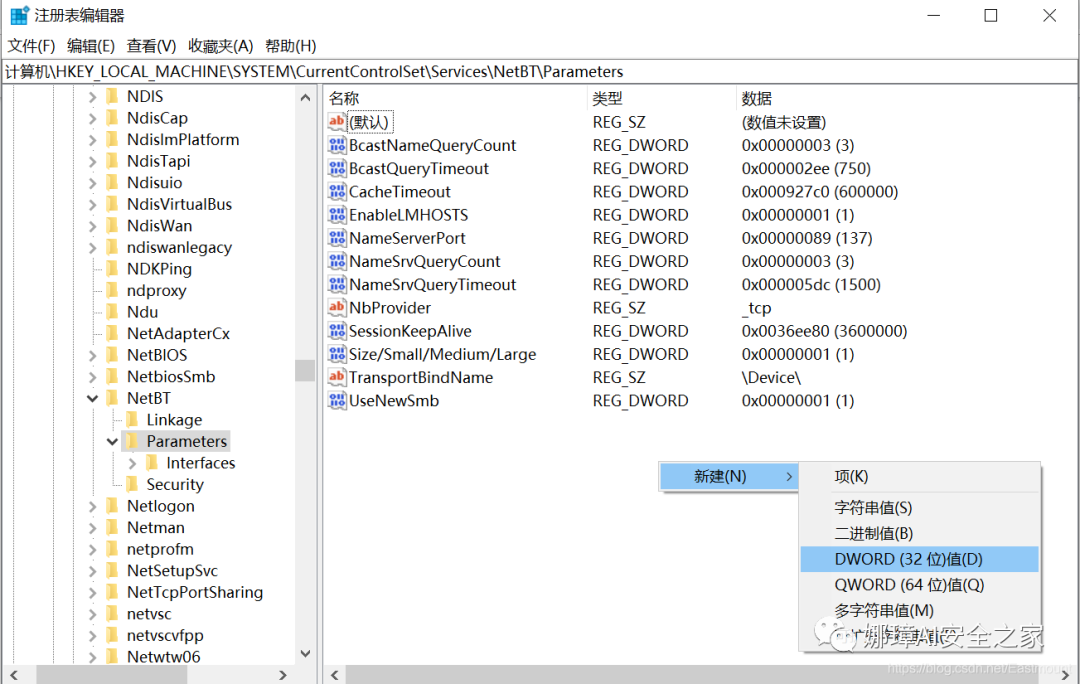 注册表编辑器
文件(F) 编辑(E) 查看(V) 收藏夹(A) 帮助(H)
计算机\HKEY_LOCAL_MACHINE\SYSTEM\CurrentControlSet\Services\NetBT\Parameters
NDIS
NdisCap
NdisImPlatform
NdisTapi
Ndisuio
NdisVirtualBus
NdisWan
ndiswanlegacy
NDKPing
ndproxy
Ndu
NetAdapterCx
NetBIOS
NetbiosSmb
NetBT
Linkage
Parameters
Interfaces
Security
Netlogon
Netman
netprofm
NetSetupSvc
NetTcpPortSharing
netvsc
netvscvfpp
Netwtw06
名称 类型 数据
(默认) REG_SZ (数值未设置)
BcastNameQueryCount REG_DWORD 0x00000003 (3)
BcastQueryTimeout REG_DWORD 0x000002ee (750)
CacheTimeout REG_DWORD 0x000927c0 (600000)
EnableLMHOSTS REG_DWORD 0x00000001 (1)
NameServerPort REG_DWORD 0x00000089 (137)
NameSrvQueryCount REG_DWORD 0x00000003 (3)
NameSrvQueryTimeout REG_DWORD 0x000005dc (1500)
NbProvider REG_SZ _tcp
SessionKeepAlive REG_DWORD 0x0036ee80 (3600000)
Size/Small/Medium/Large REG_DWORD 0x00000001 (1)
TransportBindName REG_SZ \Device\
UseNewSmb REG_DWORD 0x00000001 (1)
新建(N)
项(K)
字符串值(S)
二进制值(B)
DWORD (32 位)值(D)
QWORD (64 位)值(Q)
多字符串值(M)
娜璋AI安全之家
https://blog.csdn.net/Eastmount